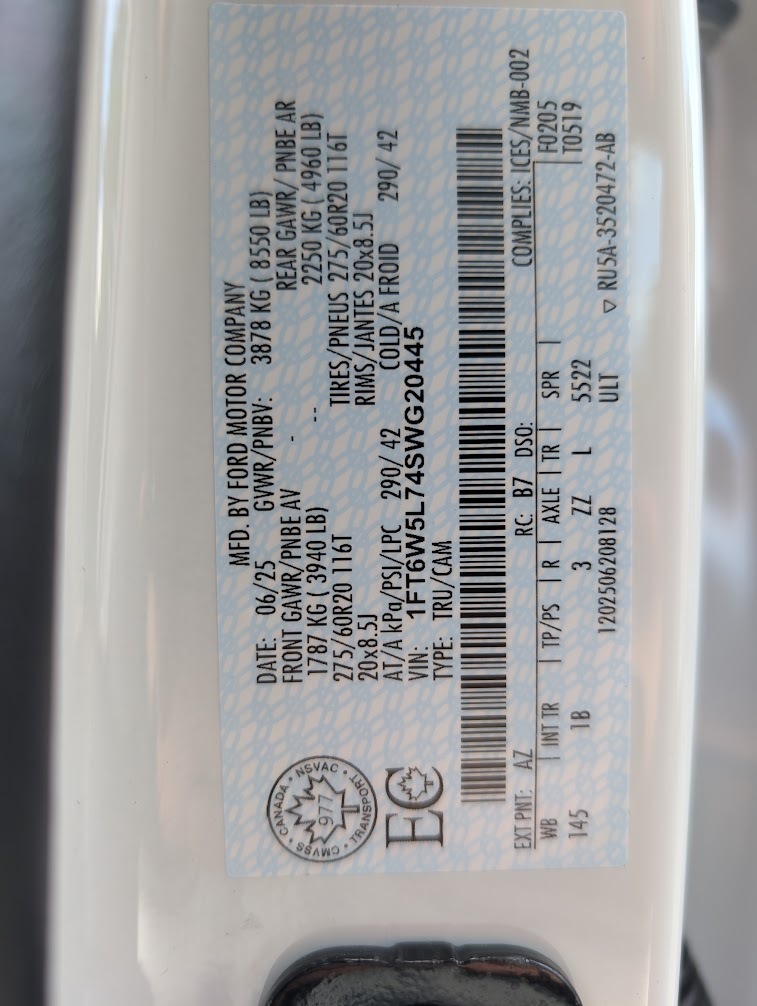 MFD. BY FORD MOTOR COMPANY
DATE: 06/25 GVWR/PNBV: 3878 KG ( 8550 LB)
FRONT GAWR/PNBE AV - REAR GAWR/ PNBE AR
1787 KG ( 3940 LB) -- 2250 KG ( 4960 LB)
275/60R20 116T TIRES/PNEUS 275/60R20 116T
20x8.5J RIMS/JANTES 20x8.5J
AT/A kPa/PSI/LPC 290/ 42 COLD/A FROID 290/ 42
VIN: 1FT6W5L74SWG20445
TYPE: TRU/CAM
CANADA · NSVAC · TRANSPORT · CMVSS ·
977
EC
COMPLIES: ICES/NMB-002
EXT PNT: AZ RC: B7 DSO:
F0205
WB | INT TR | TP/PS | R | AXLE | TR | SPR | T0519
145 1B 3 ZZ L 5522
ULT
1202506208128 ▽ RU5A-3520472-AB